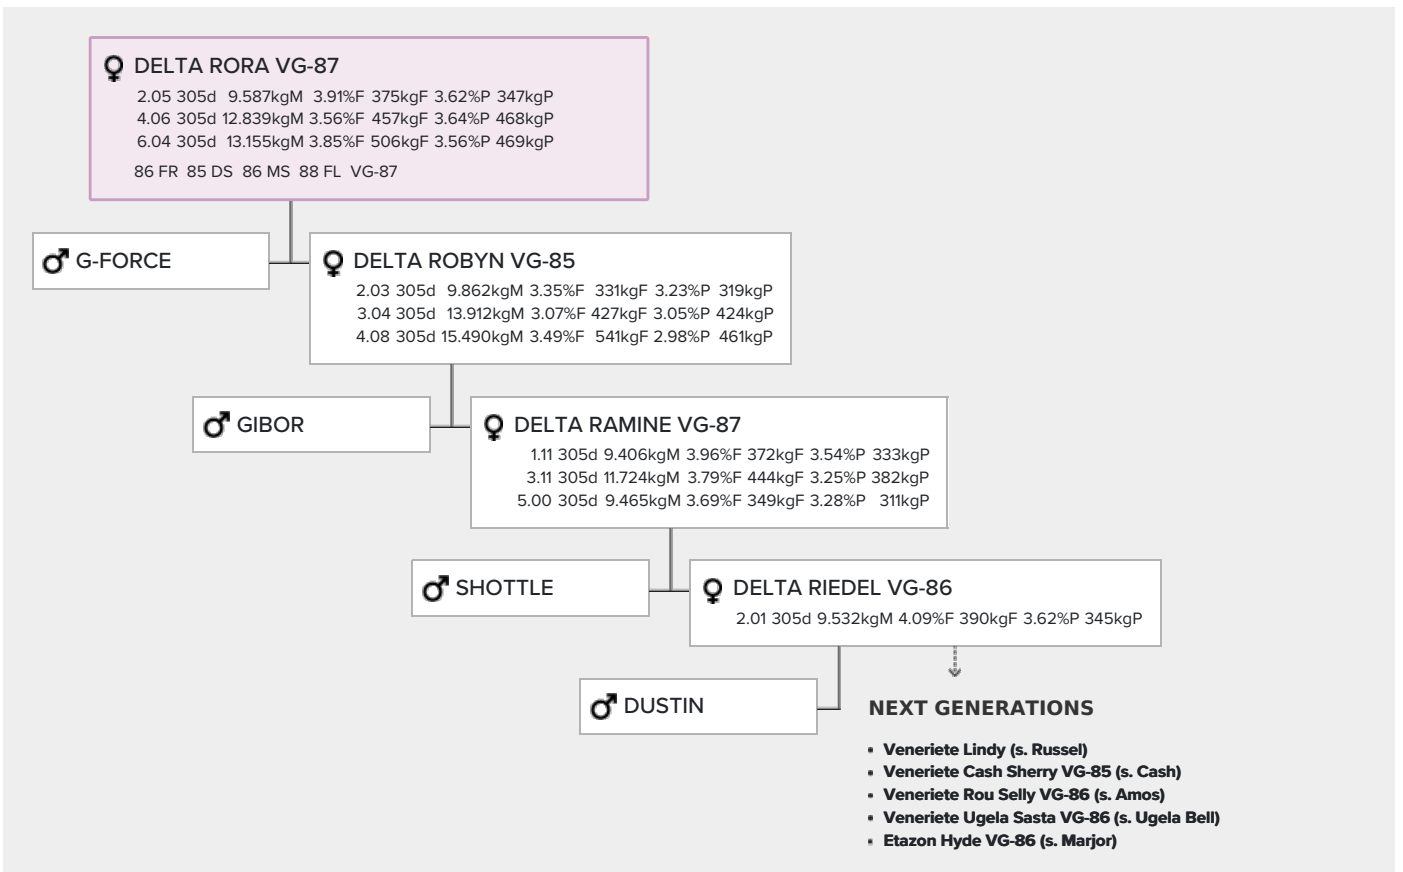 DELTA RORA VG-87
2.05 305d 9.587kgM 3.91%F 375kgF 3.62%P 347kgP
4.06 305d 12.839kgM 3.56%F 457kgF 3.64%P 468kgP
6.04 305d 13.155kgM 3.85%F 506kgF 3.56%P 469kgP
86 FR 85 DS 86 MS 88 FL VG-87
G-FORCE
DELTA ROBYN VG-85
2.03 305d 9.862kgM 3.35%F 331kgF 3.23%P 319kgP
3.04 305d 13.912kgM 3.07%F 427kgF 3.05%P 424kgP
4.08 305d 15.490kgM 3.49%F 541kgF 2.98%P 461kgP
GIBOR
DELTA RAMINE VG-87
1.11 305d 9.406kgM 3.96%F 372kgF 3.54%P 333kgP
3.11 305d 11.724kgM 3.79%F 444kgF 3.25%P 382kgP
5.00 305d 9.465kgM 3.69%F 349kgF 3.28%P 311kgP
SHOTTLE
DELTA RIEDEL VG-86
2.01 305d 9.532kgM 4.09%F 390kgF 3.62%P 345kgP
DUSTIN
NEXT GENERATIONS
• Veneriete Lindy (s. Russel)
• Veneriete Cash Sherry VG-85 (s. Cash)
• Veneriete Rou Selly VG-86 (s. Amos)
• Veneriete Ugela Sasta VG-86 (s. Ugela Bell)
• Etazon Hyde VG-86 (s. Marjor)